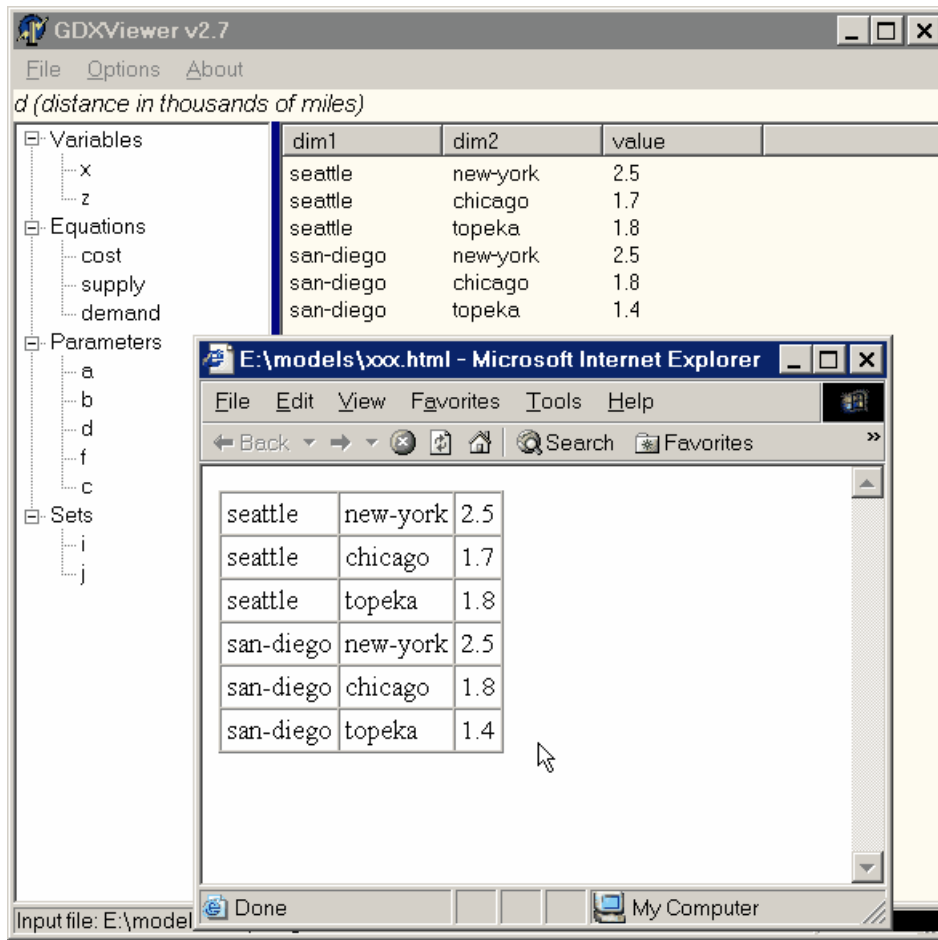 GDXViewer v2.7
File Options About
d (distance in thousands of miles)
Variables
x
z
Equations
cost
supply
demand
Parameters
a
b
d
f
c
Sets
i
j
dim1 dim2 value
seattle new-york 2.5
seattle chicago 1.7
seattle topeka 1.8
san-diego new-york 2.5
san-diego chicago 1.8
san-diego topeka 1.4
E:\models\xxx.html - Microsoft Internet Explorer
File Edit View Favorites Tools Help
Back Search Favorites »
seattle new-york 2.5
seattle chicago 1.7
seattle topeka 1.8
san-diego new-york 2.5
san-diego chicago 1.8
san-diego topeka 1.4
Done My Computer
Input file: E:\model